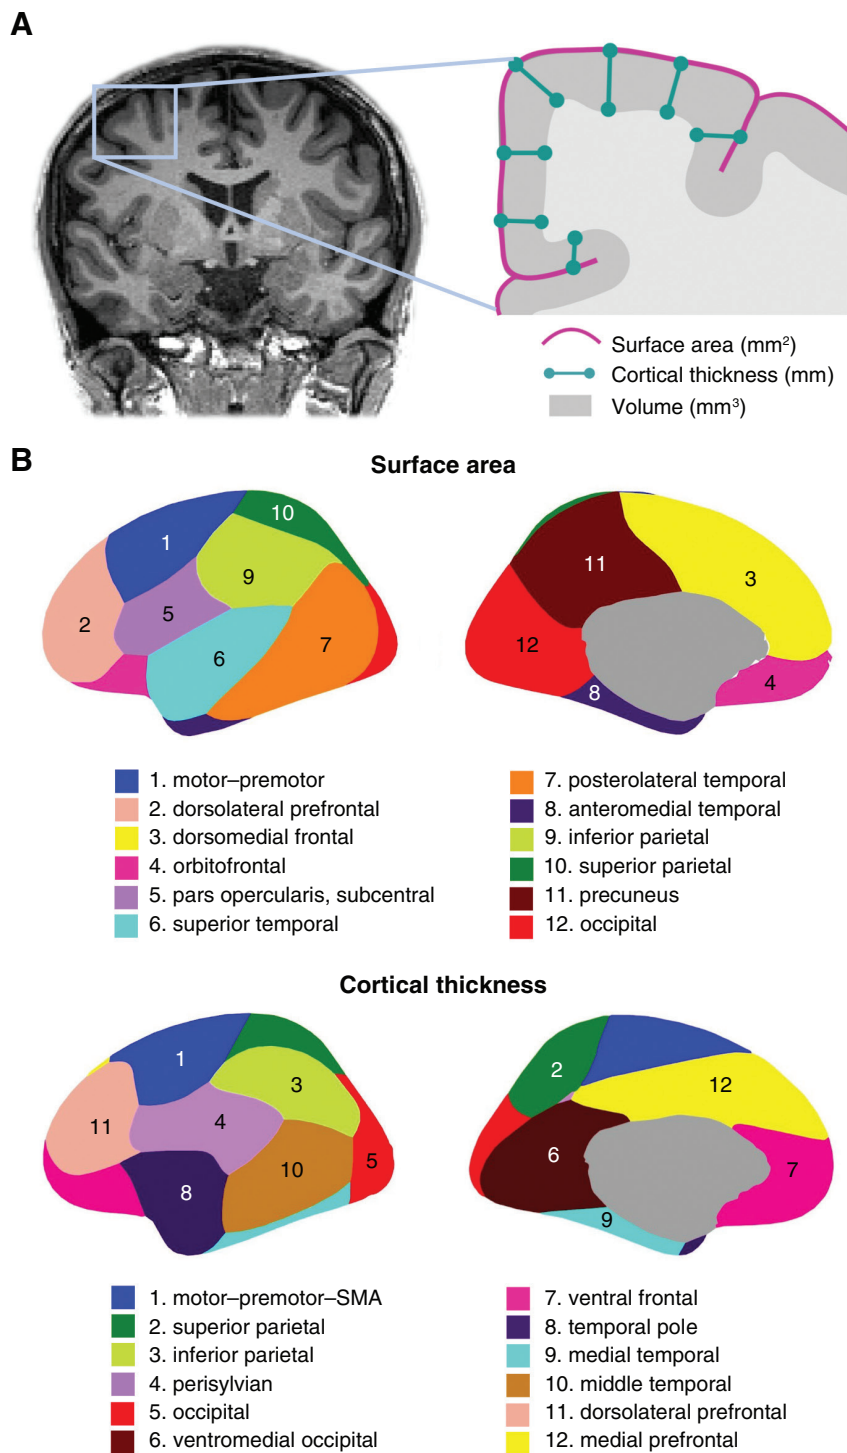 A
Surface area (mm²)
Cortical thickness (mm)
Volume (mm³)
B
Surface area
1
2
5
9
10
6
7
11
3
12
8
4
1. motor–premotor
2. dorsolateral prefrontal
3. dorsomedial frontal
4. orbitofrontal
5. pars opercularis, subcentral
6. superior temporal
7. posterolateral temporal
8. anteromedial temporal
9. inferior parietal
10. superior parietal
11. precuneus
12. occipital
Cortical thickness
1
3
11
4
8
10
5
2
12
6
7
9
1. motor–premotor–SMA
2. superior parietal
3. inferior parietal
4. perisylvian
5. occipital
6. ventromedial occipital
7. ventral frontal
8. temporal pole
9. medial temporal
10. middle temporal
11. dorsolateral prefrontal
12. medial prefrontal